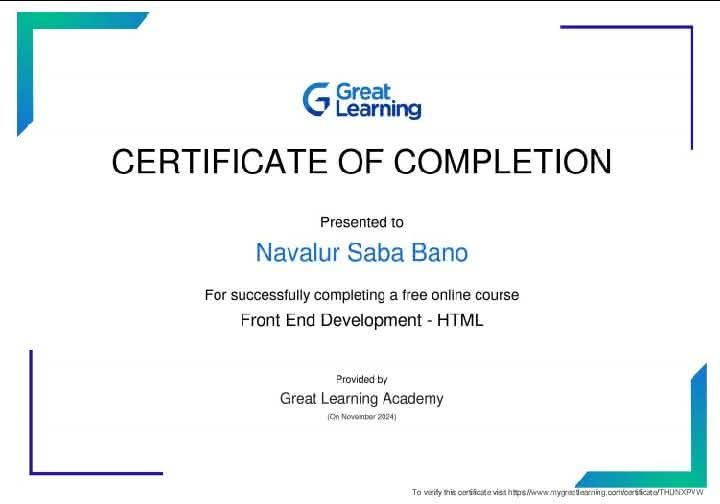 Great
Learning
CERTIFICATE OF COMPLETION
Presented to
Navalur Saba Bano
For successfully completing a free online course
Front End Development - HTML
Provided by
Great Learning Academy
(On November 2024)
To verify this certificate visit https://www.mygreatlearning.com/certificate/THUNXPYW